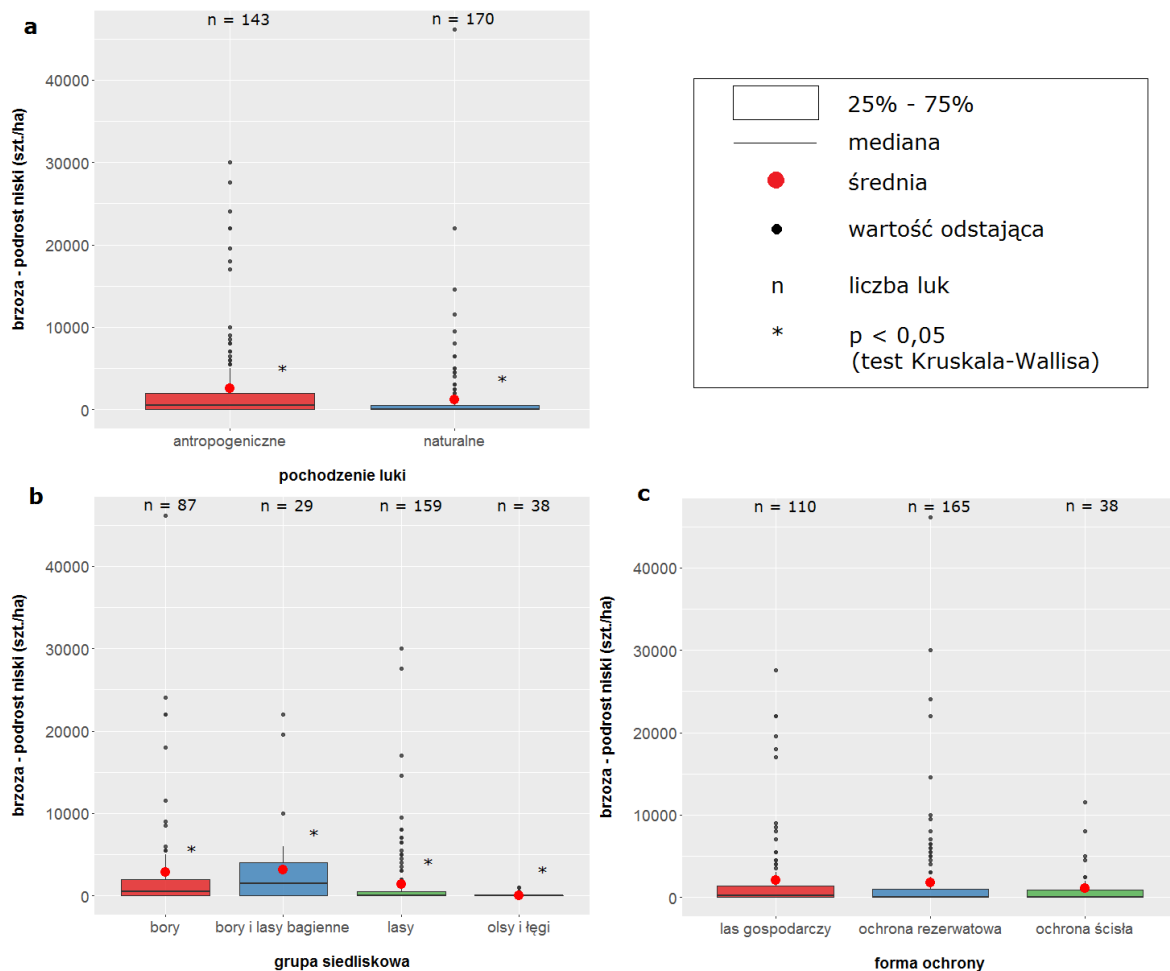 a
n = 143
n = 170
brzoza - podrost niski (szt./ha)
40000
30000
20000
10000
0
*
*
antropogeniczne
naturalne
pochodzenie luki
25% - 75%
mediana
średnia
wartość odstająca
n
liczba luk
*
p < 0,05
(test Kruskala-Wallisa)
b
n = 87
n = 29
n = 159
n = 38
brzoza - podrost niski (szt./ha)
40000
30000
20000
10000
0
*
*
*
*
bory
bory i lasy bagienne
lasy
olsy i łęgi
grupa siedliskowa
c
n = 110
n = 165
n = 38
brzoza - podrost niski (szt./ha)
40000
30000
20000
10000
0
las gospodarczy
ochrona rezerwatowa
ochrona ścisła
forma ochrony